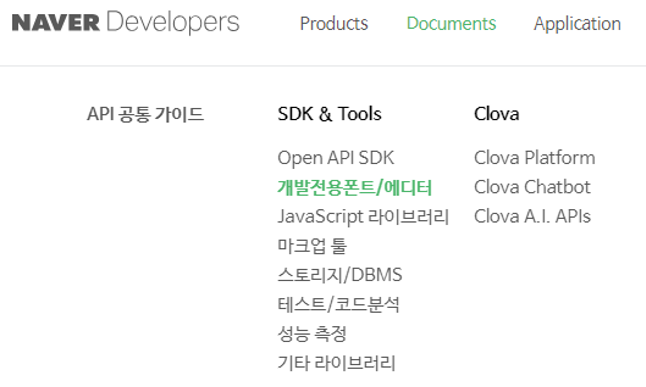 NAVER Developers
Products
Documents
Application
API 공통 가이드
SDK & Tools
Open API SDK
개발전용폰트/에디터
JavaScript 라이브러리
마크업 툴
스토리지/DBMS
테스트/코드분석
성능 측정
기타 라이브러리
Clova
Clova Platform
Clova Chatbot
Clova A.I. APIs